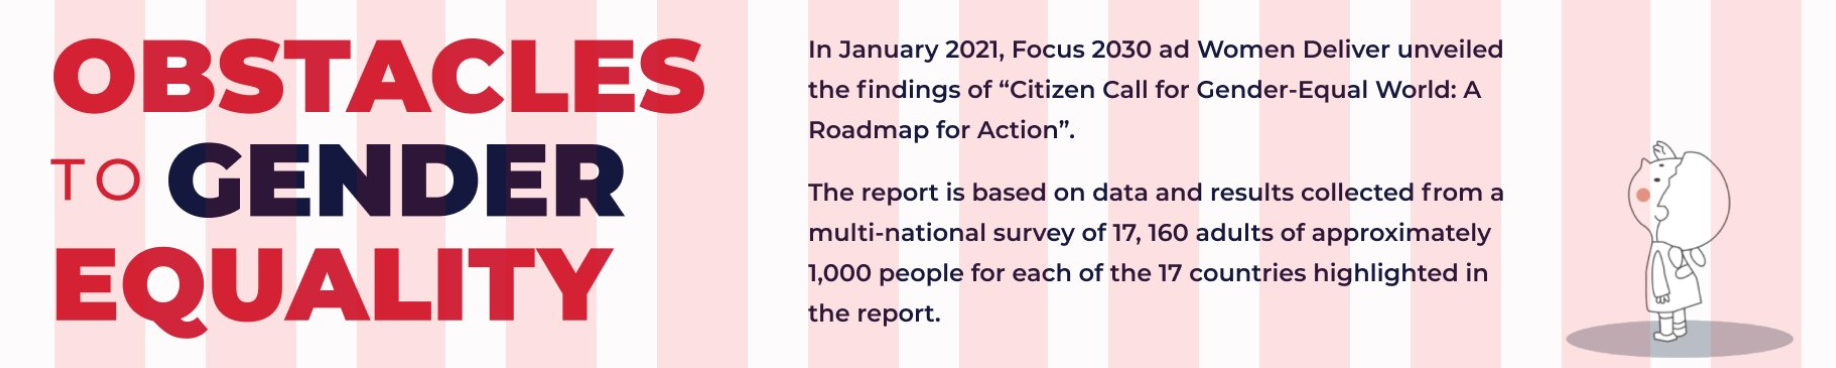 OBSTACLES
TO GENDER
EQUALITY
In January 2021, Focus 2030 ad Women Deliver unveiled
the findings of “Citizen Call for Gender-Equal World: A
Roadmap for Action”.
The report is based on data and results collected from a
multi-national survey of 17, 160 adults of approximately
1,000 people for each of the 17 countries highlighted in
the report.